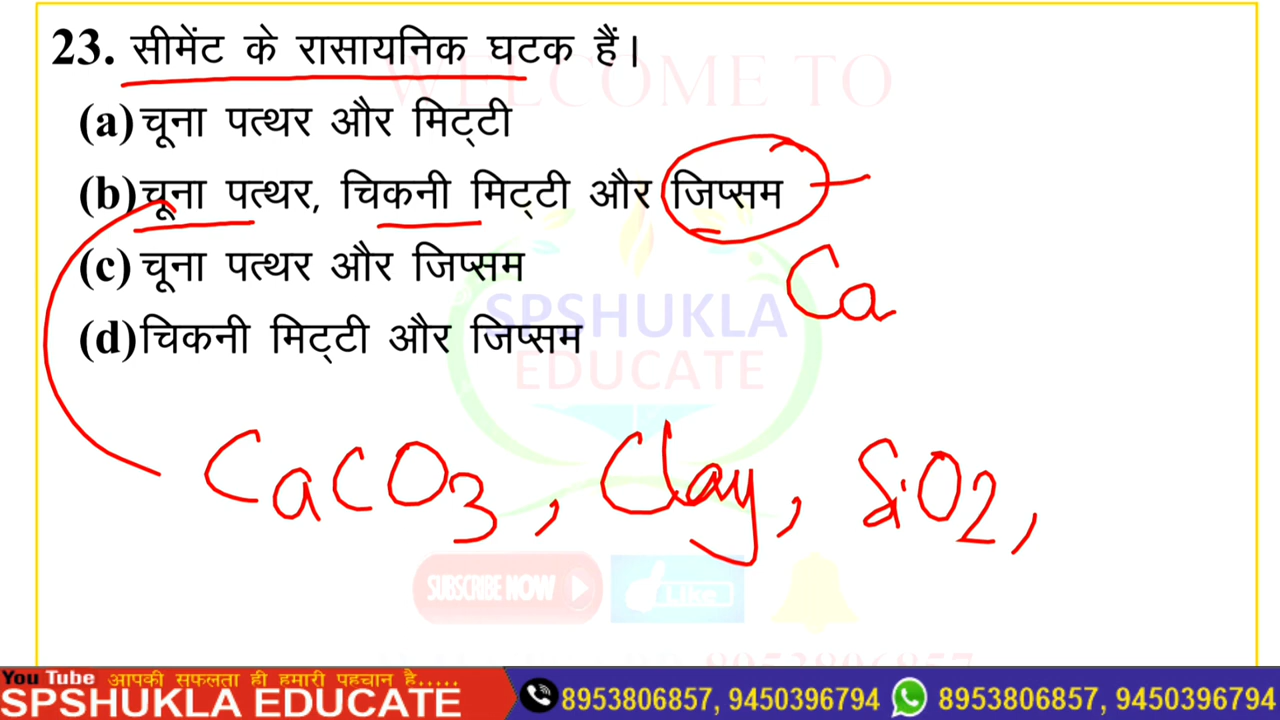 WELCOME TO
23. सीमेंट के रासायनिक घटक हैं।
(a) चूना पत्थर और मिट्टी
(b) चूना पत्थर, चिकनी मिट्टी और जिप्सम
(c) चूना पत्थर और जिप्सम
(d) चिकनी मिट्टी और जिप्सम
Ca
SPSHUKLA
EDUCATE
CaCO3, Clay, SiO2,
SUBSCRIBE NOW
Like
You Tube आपकी सफलता ही हमारी पहचान है.....
SPSHUKLA EDUCATE
8953806857, 9450396794
8953806857, 9450396794